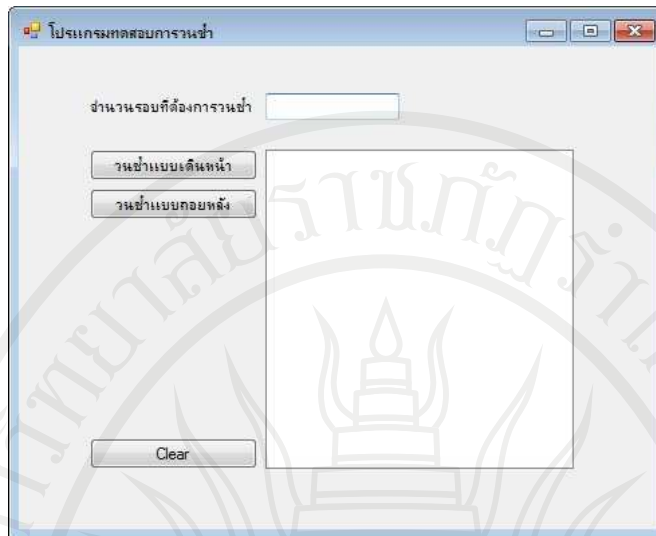 โปรแกรมทดสอบการวนซ้ำ
จำนวนรอบที่ต้องการวนซ้ำ
วนซ้ำแบบเดินหน้า
วนซ้ำแบบถอยหลัง
Clear